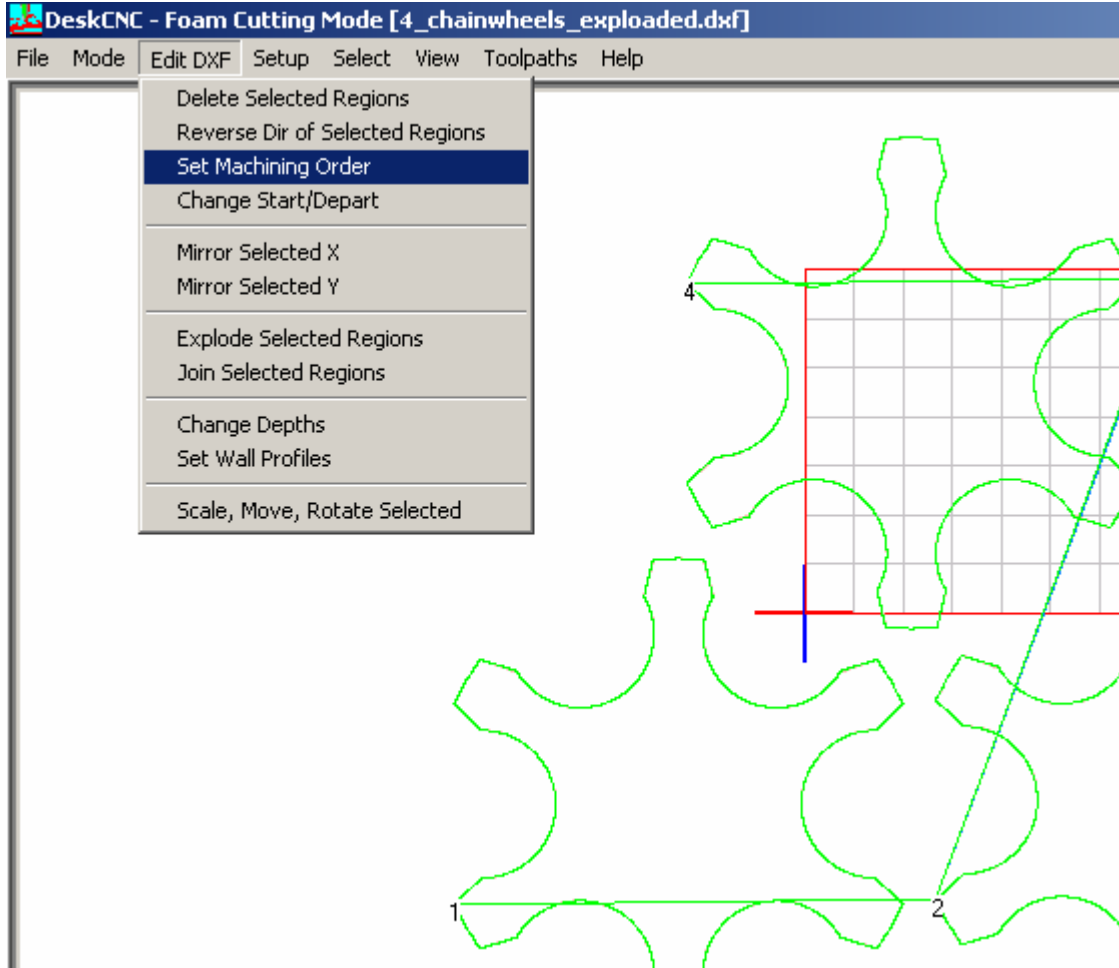 DeskCNC - Foam Cutting Mode [4_chainwheels_exploaded.dxf]
File Mode Edit DXF Setup Select View Toolpaths Help
Delete Selected Regions
Reverse Dir of Selected Regions
Set Machining Order
Change Start/Depart
Mirror Selected X
Mirror Selected Y
Explode Selected Regions
Join Selected Regions
Change Depths
Set Wall Profiles
Scale, Move, Rotate Selected
4
1
2